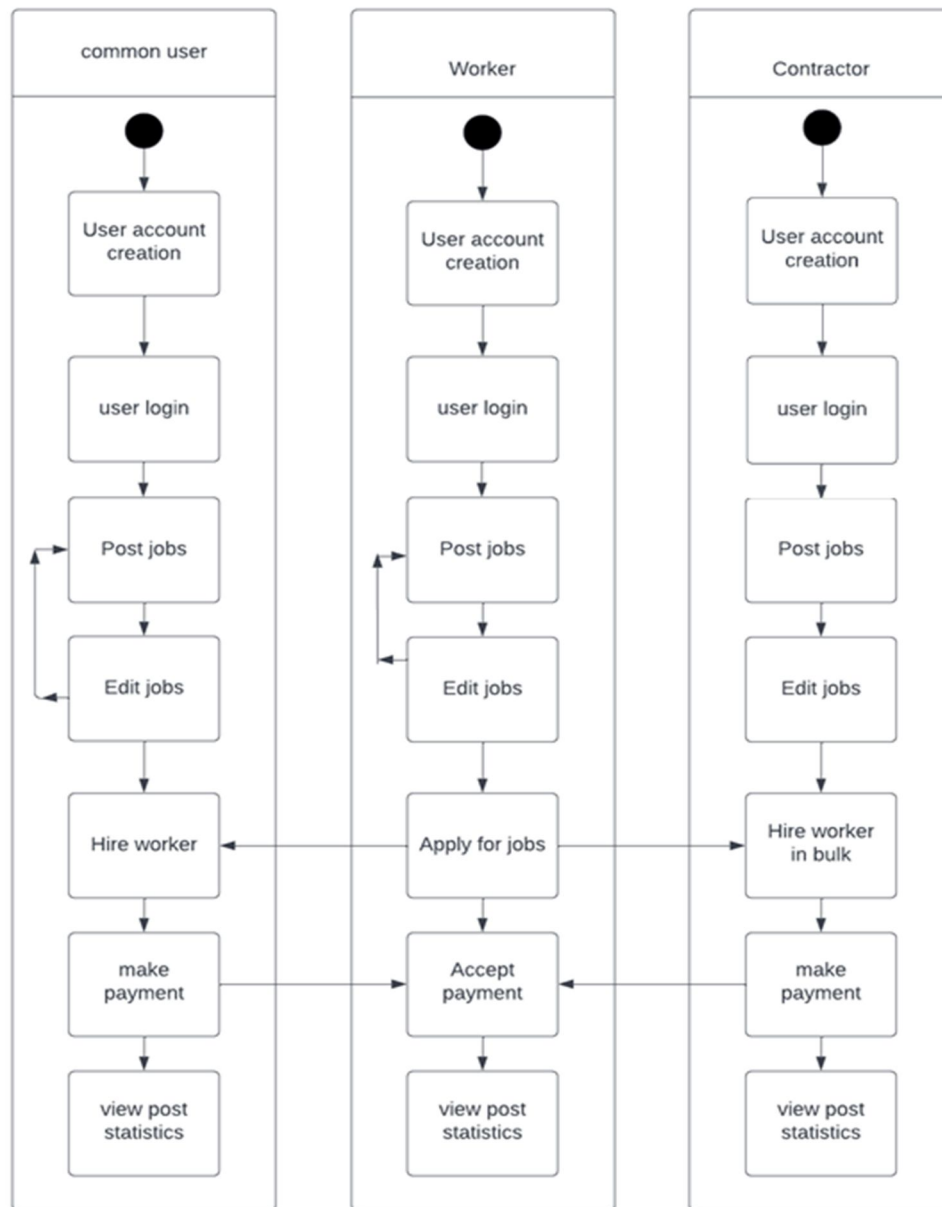 common user
User account
creation
user login
Post jobs
Edit jobs
Hire worker
make
payment
view post
statistics
Worker
User account
creation
user login
Post jobs
Edit jobs
Apply for jobs
Accept
payment
view post
statistics
Contractor
User account
creation
user login
Post jobs
Edit jobs
Hire worker
in bulk
make
payment
view post
statistics